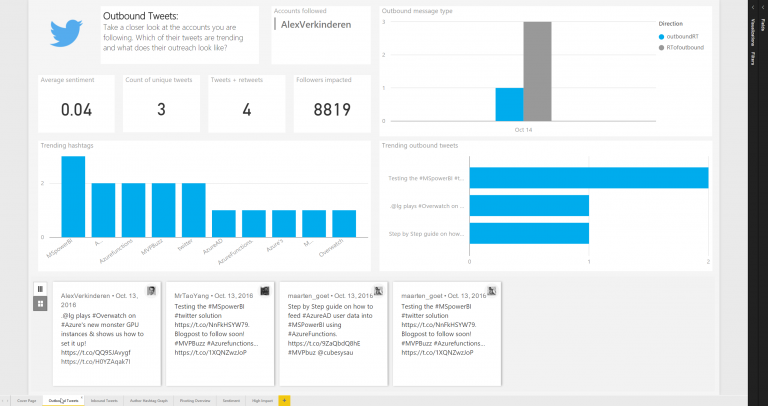 Outbound Tweets:
Take a closer look at the accounts you are
following. Which of their tweets are trending
and what does their outreach look like?
Accounts followed
AlexVerkinderen
Average sentiment
0.04
Count of unique tweets
3
Tweets + retweets
4
Followers impacted
8819
Outbound message type
3
2
1
0
Oct 14
Direction
outboundRT
RTofoutbound
Visualizations
Filters
Fields
Trending hashtags
2
0
MSpowerBI
A...
Azurefunctions
MVPBuzz
twitter
AzureAD
AzureFunctions
Azure's
M...
Overwatch
Trending outbound tweets
Testing the #MSpowerBI #t...
.@lg plays #Overwatch on ...
Step by Step guide on how...
0
1
2
AlexVerkinderen • Oct. 13,
2016
.@lg plays #Overwatch on
#Azure's new monster GPU
instances & shows us how to
set it up!
https://t.co/QQ95JAvygf
https://t.co/H0YZAqak7l
MrTaoYang • Oct. 13, 2016
Testing the #MSpowerBI
#twitter solution
https://t.co/NnFkHSYW79.
Blogpost to follow soon!
#MVPBuzz #Azurefunctions...
https://t.co/1XQNZwzJoP
maarten_goet • Oct. 13, 2016
Step by Step guide on how to
feed #AzureAD user data into
#MSPowerBI using
#AzureFunctions.
https://t.co/9ZaQbdQ8hE
#MVPbuz @cubesysau
maarten_goet • Oct. 13, 2016
Testing the #MSpowerBI
#twitter solution
https://t.co/NnFkHSYW79.
Blogpost to follow soon!
#MVPBuzz #Azurefunctions...
https://t.co/1XQNZwzJoP
Cover Page
Outbound Tweets
Inbound Tweets
Author Hashtag Graph
Pivoting Overview
Sentiment
High Impact
+